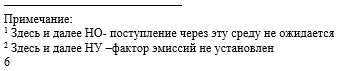 Примечание:
¹ Здесь и далее НО- поступление через эту среду не ожидается
² Здесь и далее НУ –фактор эмиссий не установлен
6